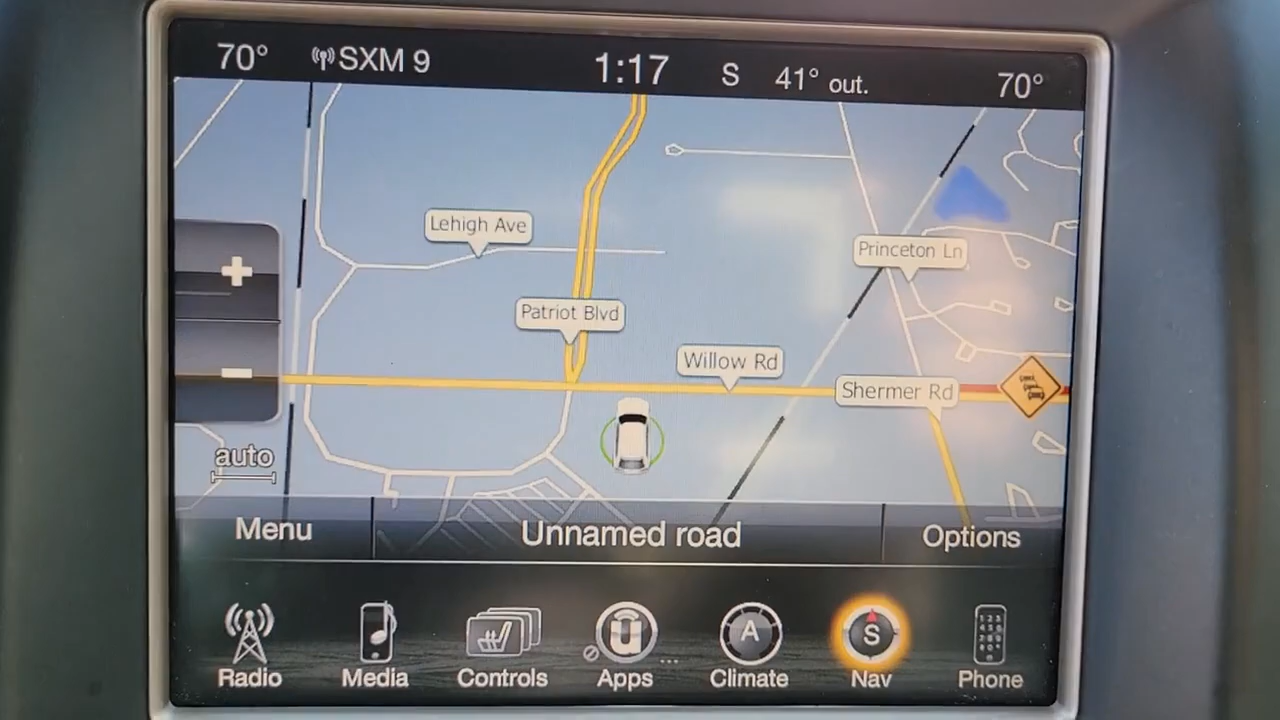 70° SXM 9 1:17 S 41° out. 70°
Lehigh Ave
Princeton Ln
Patriot Blvd
Willow Rd
Shermer Rd
auto
Menu Unnamed road Options
A S
Radio Media Controls Apps Climate Nav Phone